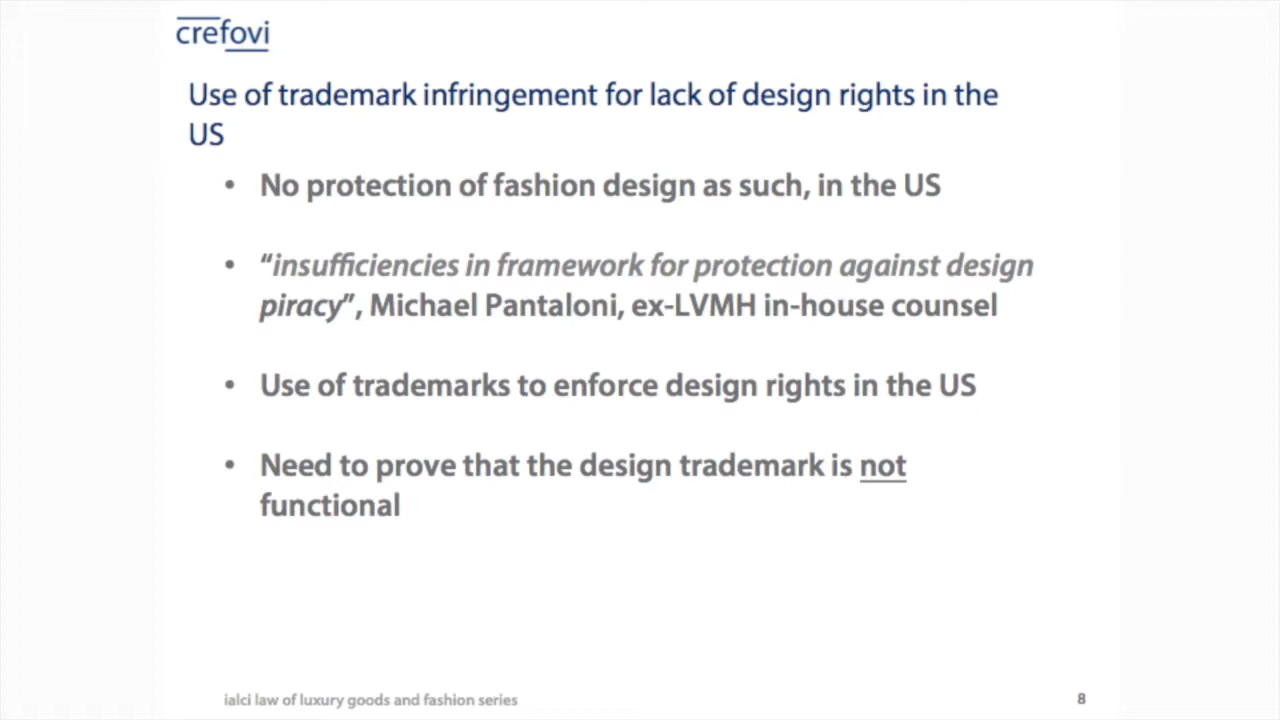 crefovi
Use of trademark infringement for lack of design rights in the
US
• No protection of fashion design as such, in the US
• “insufficiencies in framework for protection against design
piracy”, Michael Pantaloni, ex-LVMH in-house counsel
• Use of trademarks to enforce design rights in the US
• Need to prove that the design trademark is not
functional
ialci law of luxury goods and fashion series
8